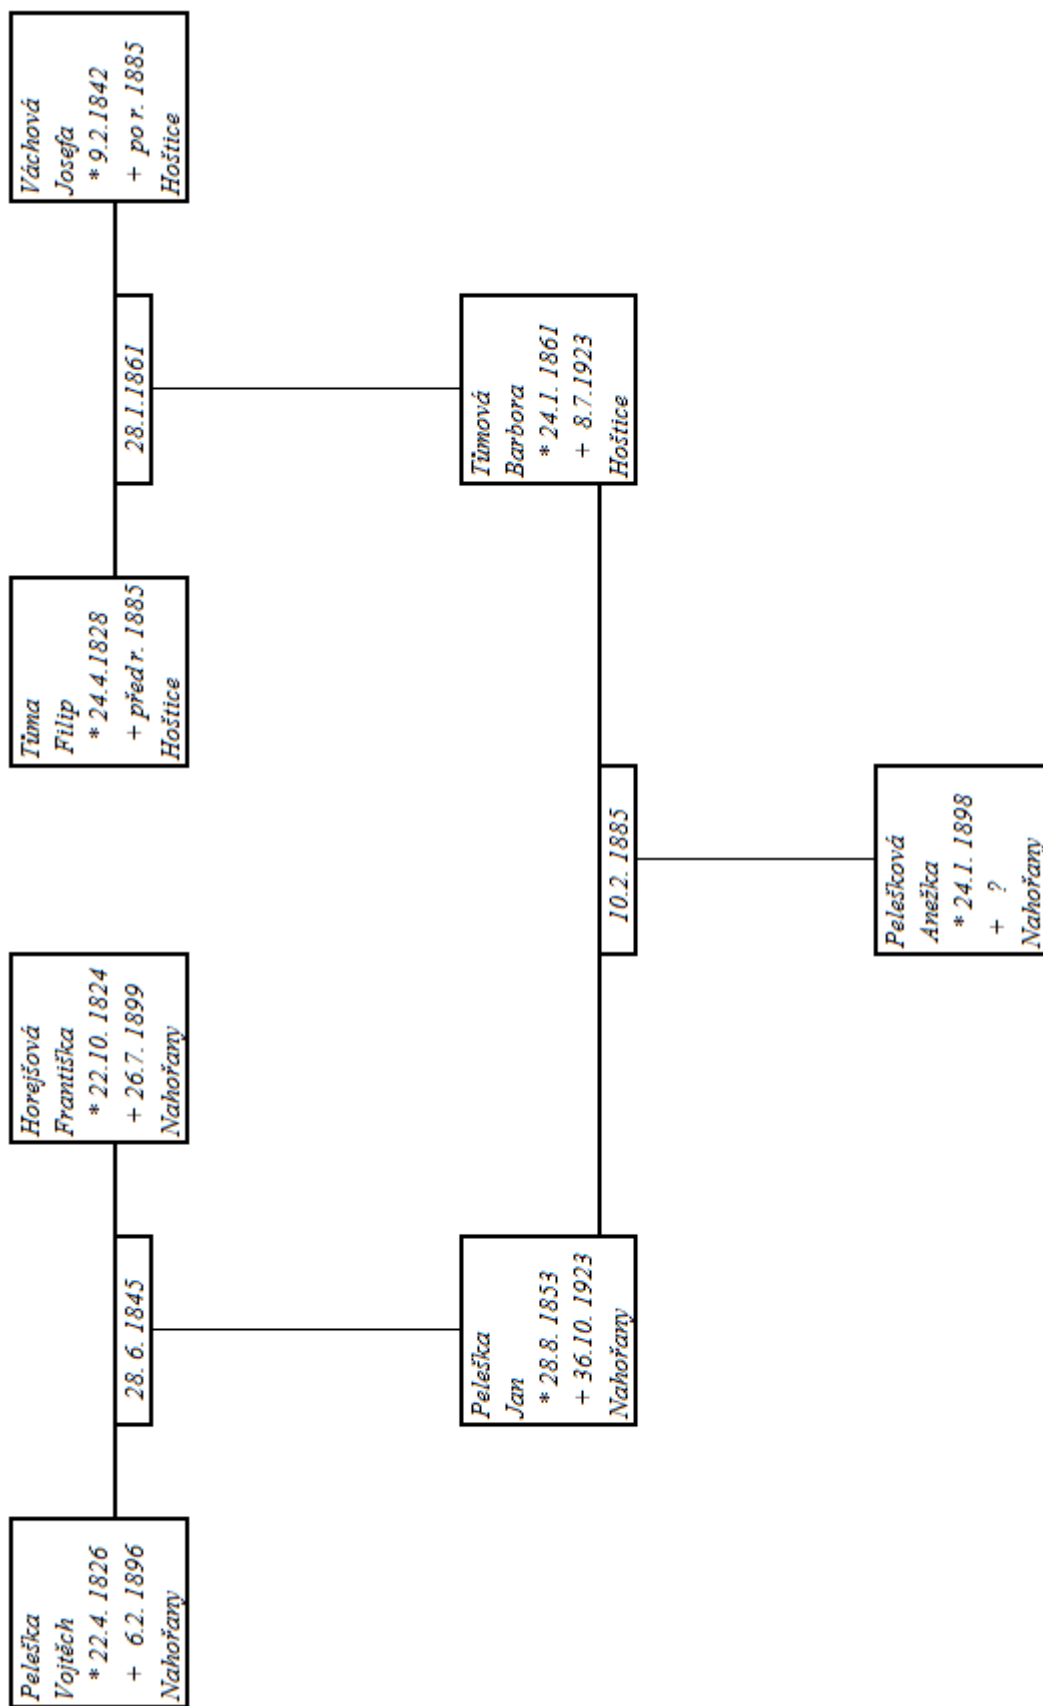 Peleška
Vojtěch
* 22.4. 1826
+ 6.2. 1896
Nahořany
28. 6. 1845
Horejšová
Františka
* 22.10. 1824
+ 26.7. 1899
Nahořany
Tůma
Filip
* 24.4.1828
+ před r. 1885
Hoštice
28.1.1861
Váchová
Josefa
* 9.2.1842
+ po r. 1885
Hoštice
Peleška
Jan
* 28.8. 1853
+ 36.10. 1923
Nahořany
10.2. 1885
Tůmová
Barbora
* 24.1. 1861
+ 8.7.1923
Hoštice
Pelešková
Anežka
* 24.1. 1898
+ ?
Nahořany